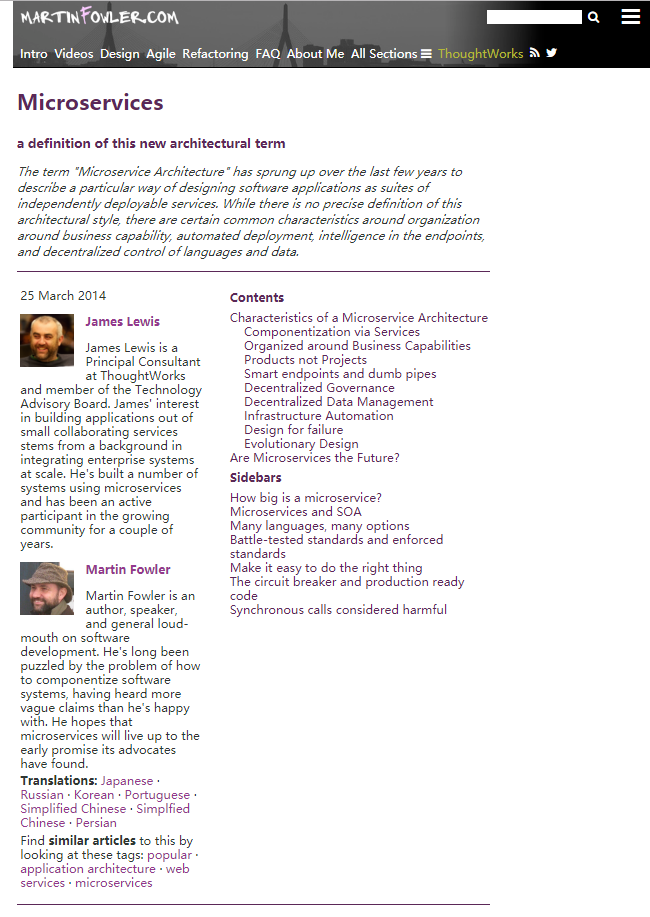 MARTINFOWLER.COM
Intro Videos Design Agile Refactoring FAQ About Me All Sections ThoughtWorks
Microservices
a definition of this new architectural term
The term "Microservice Architecture" has sprung up over the last few years to
describe a particular way of designing software applications as suites of
independently deployable services. While there is no precise definition of this
architectural style, there are certain common characteristics around organization
around business capability, automated deployment, intelligence in the endpoints,
and decentralized control of languages and data.
25 March 2014
James Lewis
James Lewis is a
Principal Consultant
at ThoughtWorks
and member of the Technology
Advisory Board. James' interest
in building applications out of
small collaborating services
stems from a background in
integrating enterprise systems
at scale. He's built a number of
systems using microservices
and has been an active
participant in the growing
community for a couple of
years.
Martin Fowler
Martin Fowler is an
author, speaker,
and general loud-
mouth on software
development. He's long been
puzzled by the problem of how
to componentize software
systems, having heard more
vague claims than he's happy
with. He hopes that
microservices will live up to the
early promise its advocates
have found.
Translations: Japanese ·
Russian · Korean · Portuguese ·
Simplified Chinese · Simplfied
Chinese · Persian
Find similar articles to this by
looking at these tags: popular ·
application architecture · web
services · microservices
Contents
Characteristics of a Microservice Architecture
Componentization via Services
Organized around Business Capabilities
Products not Projects
Smart endpoints and dumb pipes
Decentralized Governance
Decentralized Data Management
Infrastructure Automation
Design for failure
Evolutionary Design
Are Microservices the Future?
Sidebars
How big is a microservice?
Microservices and SOA
Many languages, many options
Battle-tested standards and enforced
standards
Make it easy to do the right thing
The circuit breaker and production ready
code
Synchronous calls considered harmful